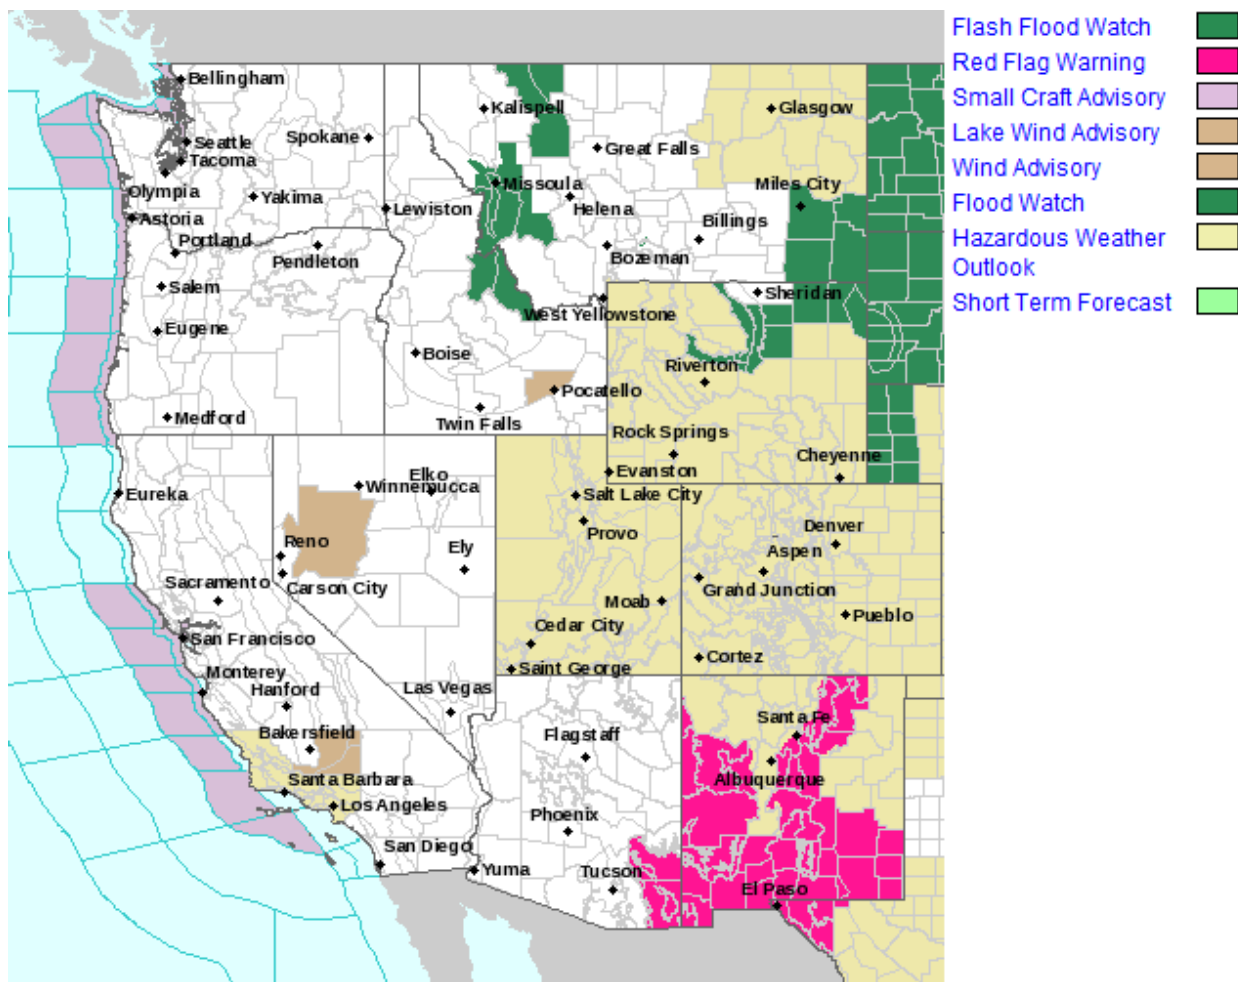 Flash Flood Watch
Red Flag Warning
Small Craft Advisory
Lake Wind Advisory
Wind Advisory
Flood Watch
Hazardous Weather
Outlook
Short Term Forecast
Bellingham
Kalispell
Glasgow
Seattle
Spokane
Great Falls
Tacoma
Missoula
Miles City
Olympia
Yakima
Lewiston
Helena
Astoria
Billings
Portland
Pendleton
Bozeman
Salem
Sheridan
West Yellowstone
Eugene
Boise
Riverton
Pocatello
Medford
Twin Falls
Rock Springs
Cheyenne
Elko
Evanston
Winnemucca
Eureka
Salt Lake City
Provo
Denver
Reno
Ely
Aspen
Sacramento
Carson City
Grand Junction
Moab
Pueblo
Cedar City
San Francisco
Cortez
Saint George
Monterey
Hanford
Las Vegas
Santa Fe
Bakersfield
Flagstaff
Santa Barbara
Albuquerque
Los Angeles
Phoenix
San Diego
Yuma
Tucson
El Paso